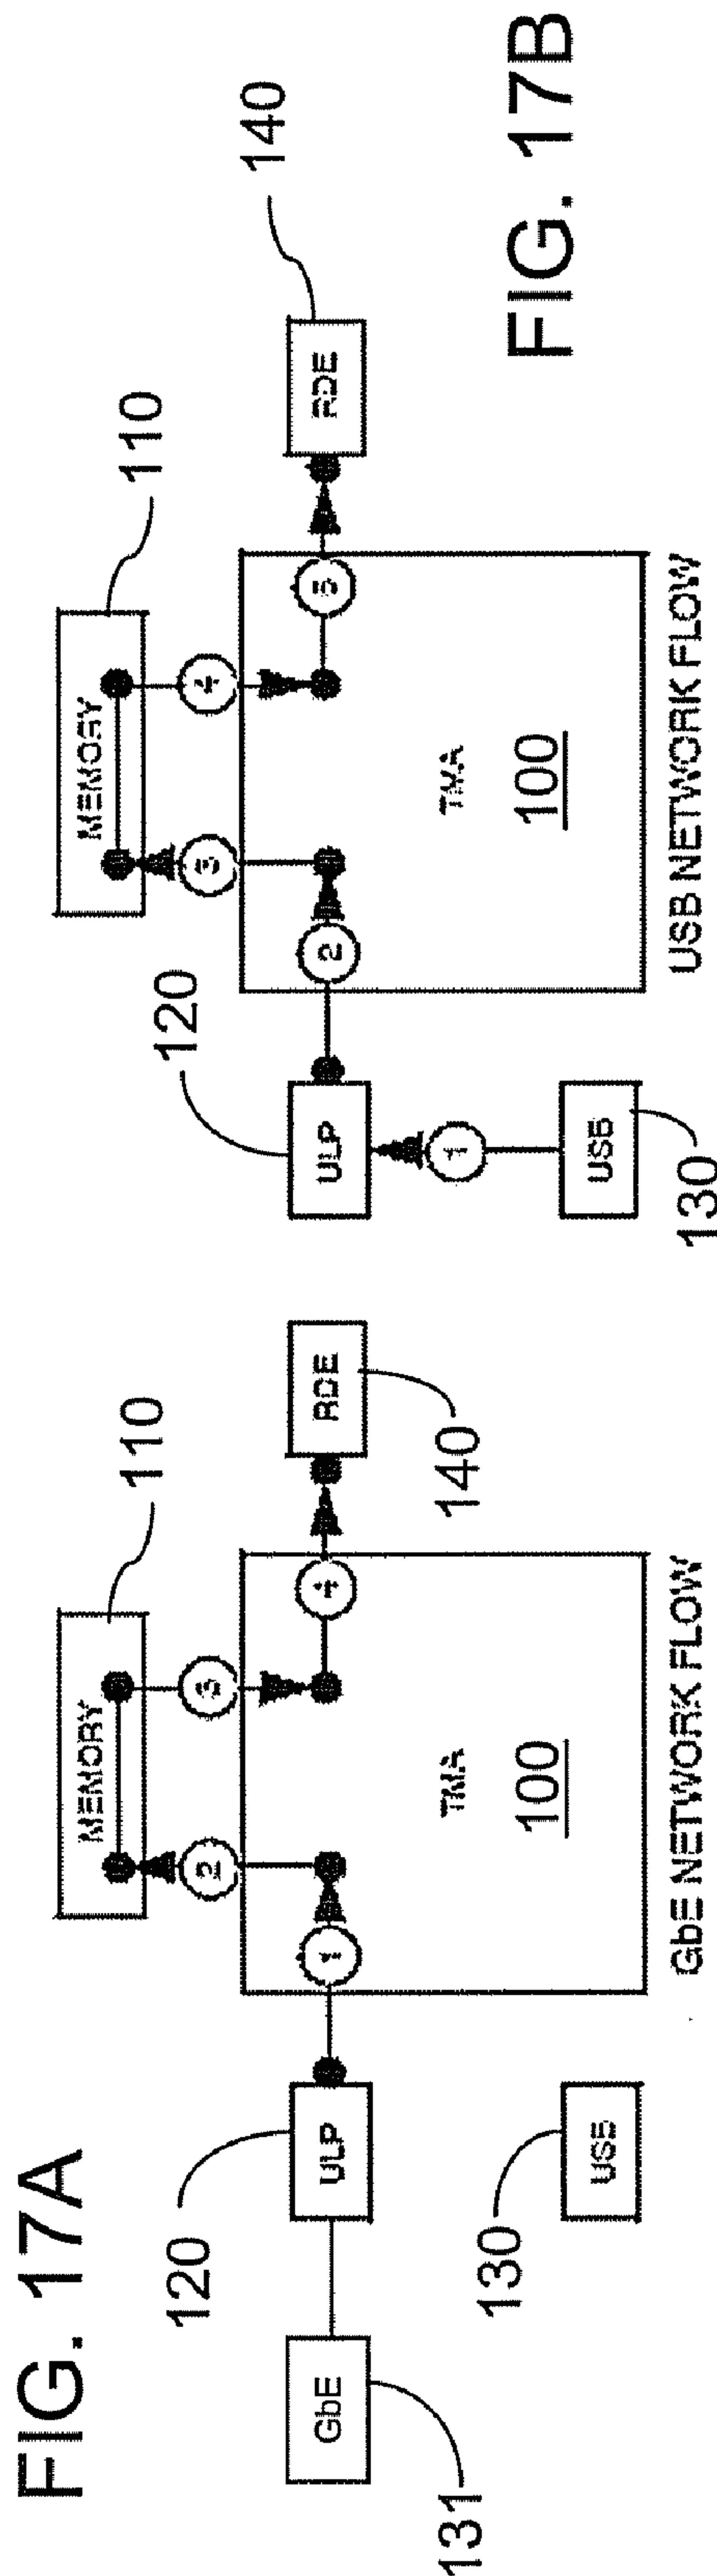 FIG. 17A
MEMORY
110
2
3
120
ULP
1
4
RDE
140
GbE
131
TMA
100
130
USB
GbE NETWORK FLOW
FIG. 17B
MEMORY
110
3
4
120
ULP
2
5
RDE
140
1
TMA
100
USB
130
USB NETWORK FLOW